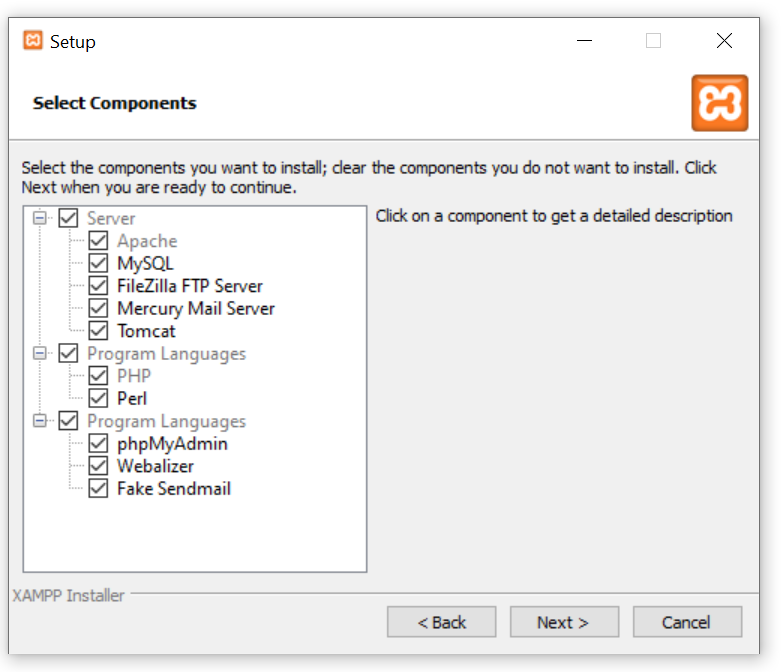 Setup
Select Components
Select the components you want to install; clear the components you do not want to install. Click
Next when you are ready to continue.
Server
Apache
MySQL
FileZilla FTP Server
Mercury Mail Server
Tomcat
Program Languages
PHP
Perl
Program Languages
phpMyAdmin
Webalizer
Fake Sendmail
Click on a component to get a detailed description
XAMPP Installer
< Back
Next >
Cancel